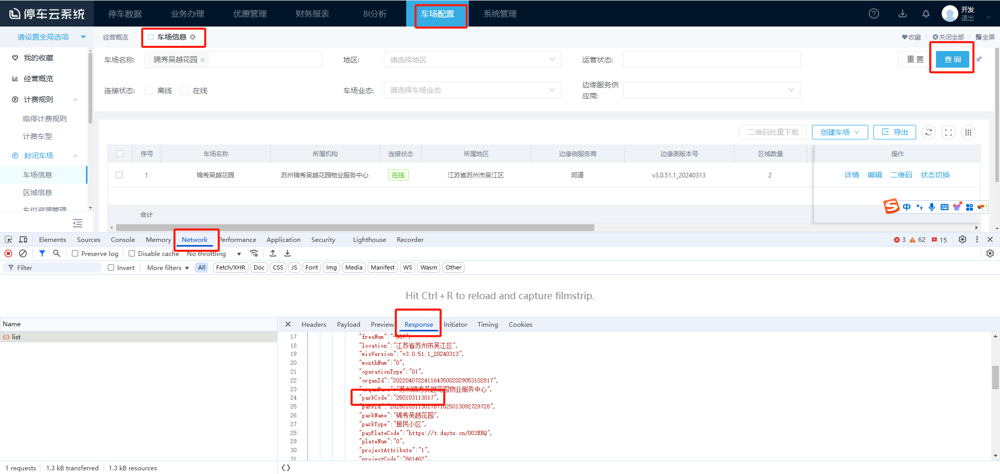 停车云系统 停车数据 业务办理 优惠管理 财务报表 BI分析 车场配置 系统管理 开发
退出
请设置全局选项 经营概览 车场信息 收藏 关闭全部 全屏
我的收藏
经营概览
计费规则
临停计费规则
计费车型
封闭车场
车场信息
区域信息
车位资源管理
车场名称: 锦秀吴越花园 × 地区: 请选择地区 运营状态: 重 置 查 询
连接状态: 离线 在线 车场业态: 请选择车场业态 边缘服务供
应商:
二维码批量下载 创建车场 导出
序号 车场名称 所属机构 连接状态 所属地区 边缘侧服务商 边缘测版本号 区域数量 操作
1 锦秀吴越花园 苏州锦秀吴越花园物业服务中心 在线 江苏省苏州市吴江区 邦道 v3.0.51.1_20240313 2 详情 编辑 二维码 状态切换
合计
中
Elements Sources Console Memory Network Performance Application Security Lighthouse Recorder 3 62 15
Preserve log Disable cache No throttling
Filter Invert More filters All Fetch/XHR Doc CSS JS Font Img Media Manifest WS Wasm Other
Hit Ctrl + R to reload and capture filmstrip.
Name
list
Headers Payload Preview Response Initiator Timing Cookies
17 "freeNum":"-887",
18 "location":"江苏省苏州市吴江区",
19 "misVersion":"v3.0.51.1_20240313",
20 "monthNum":"0",
21 "operationType":"01",
22 "organId":"20220407224116435002029053102817",
23 "organName":"苏州锦秀吴越花园物业服务中心",
24 "parkCode":"250103113017",
25 "parkId":"20250103113017871025013092729728",
26 "parkName":"锦秀吴越花园",
27 "parkType":"居民小区",
28 "payPlateCode":"https://t.daytx.cn/003EBQ",
29 "plateNum":"0",
30 "projectAttribute":"1",
31 "projectCode":"861462",
1 requests 1.3 kB transferred 1.3 kB resources {}